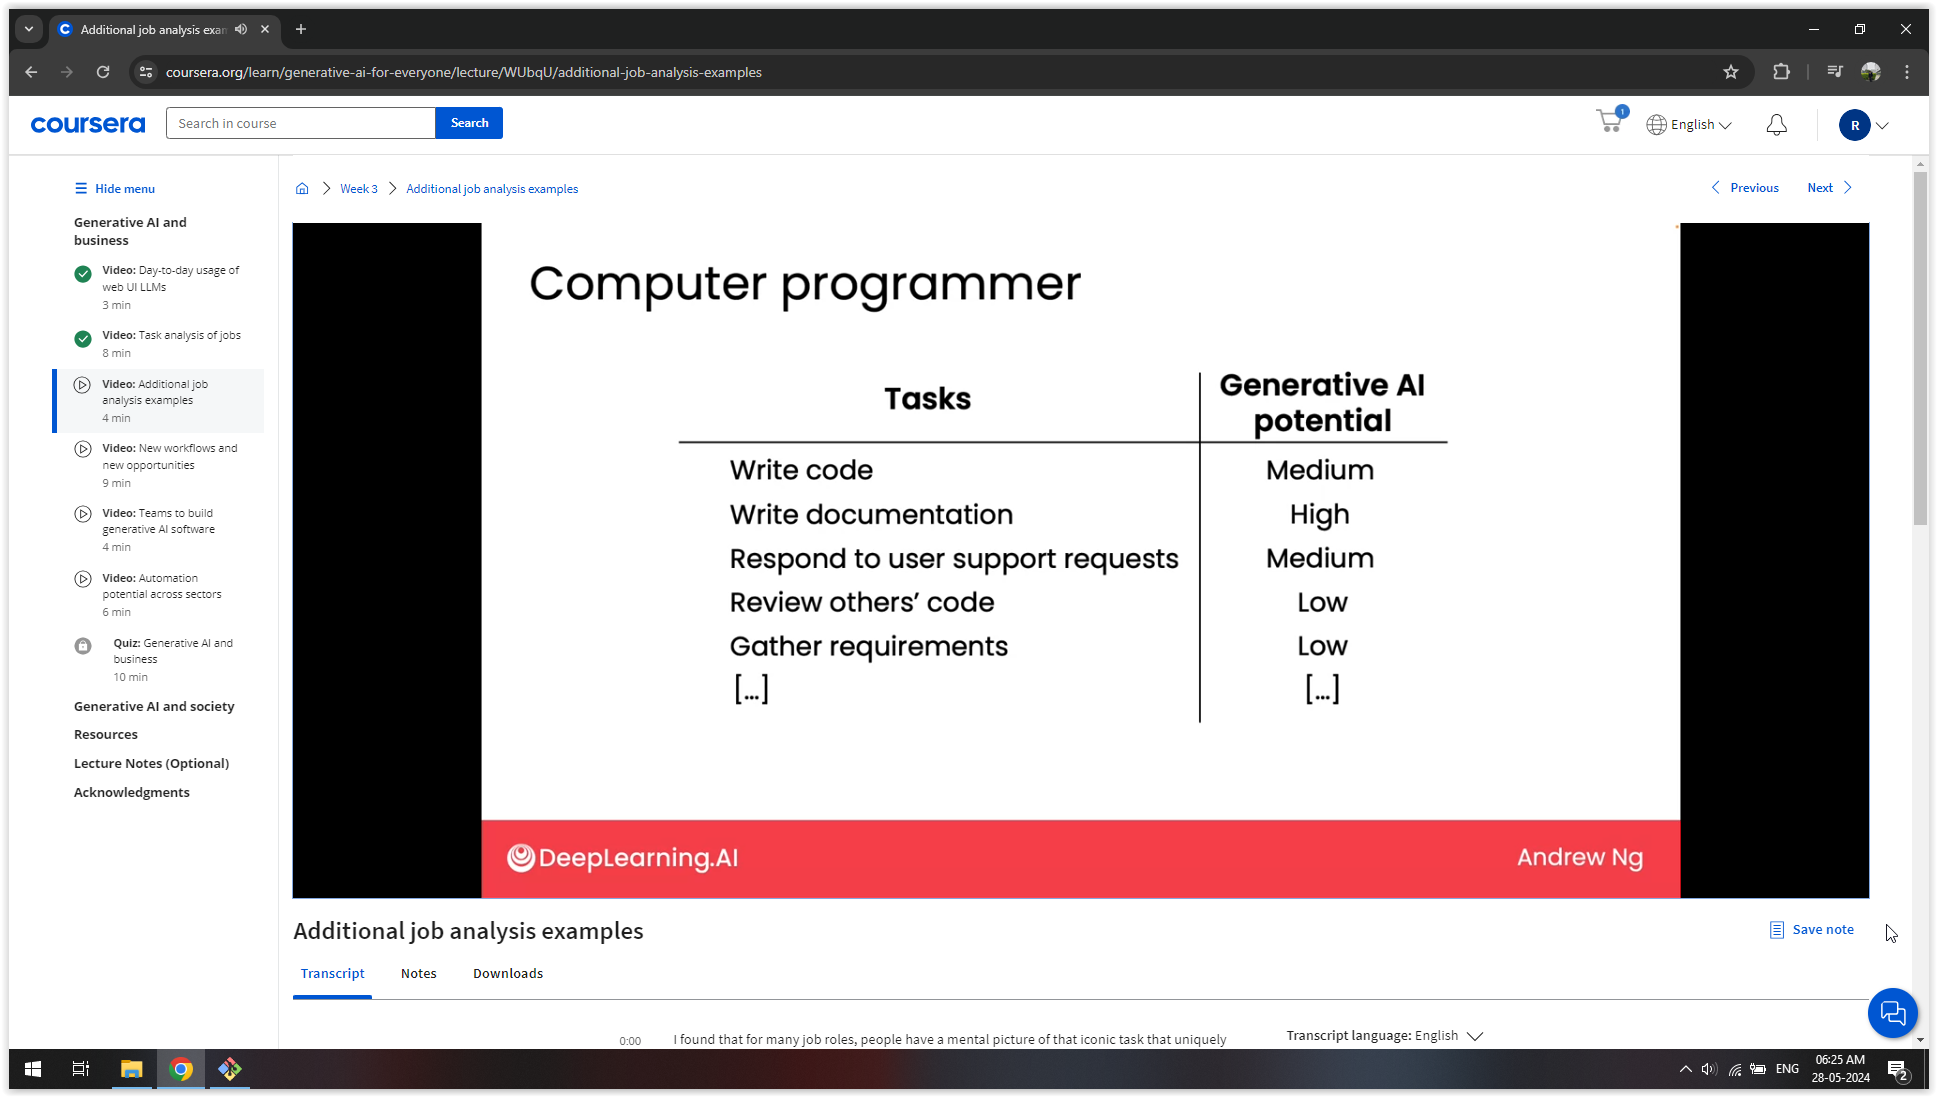 Additional job analysis exam
coursera.org/learn/generative-ai-for-everyone/lecture/WUbqU/additional-job-analysis-examples
coursera
Search in course
Search
1
English
R
Hide menu
Week 3
Additional job analysis examples
Previous
Next
Generative AI and
business
Video: Day-to-day usage of
web UI LLMs
3 min
Video: Task analysis of jobs
8 min
Video: Additional job
analysis examples
4 min
Video: New workflows and
new opportunities
9 min
Video: Teams to build
generative AI software
4 min
Video: Automation
potential across sectors
6 min
Quiz: Generative AI and
business
10 min
Generative AI and society
Resources
Lecture Notes (Optional)
Acknowledgments
Computer programmer
Tasks
Generative AI
potential
Write code Medium
Write documentation High
Respond to user support requests Medium
Review others’ code Low
Gather requirements Low
[...] [...]
DeepLearning.AI
Andrew Ng
Additional job analysis examples
Save note
Transcript
Notes
Downloads
0:00
I found that for many job roles, people have a mental picture of that iconic task that uniquely
Transcript language: English
ENG
06:25 AM
28-05-2024
2